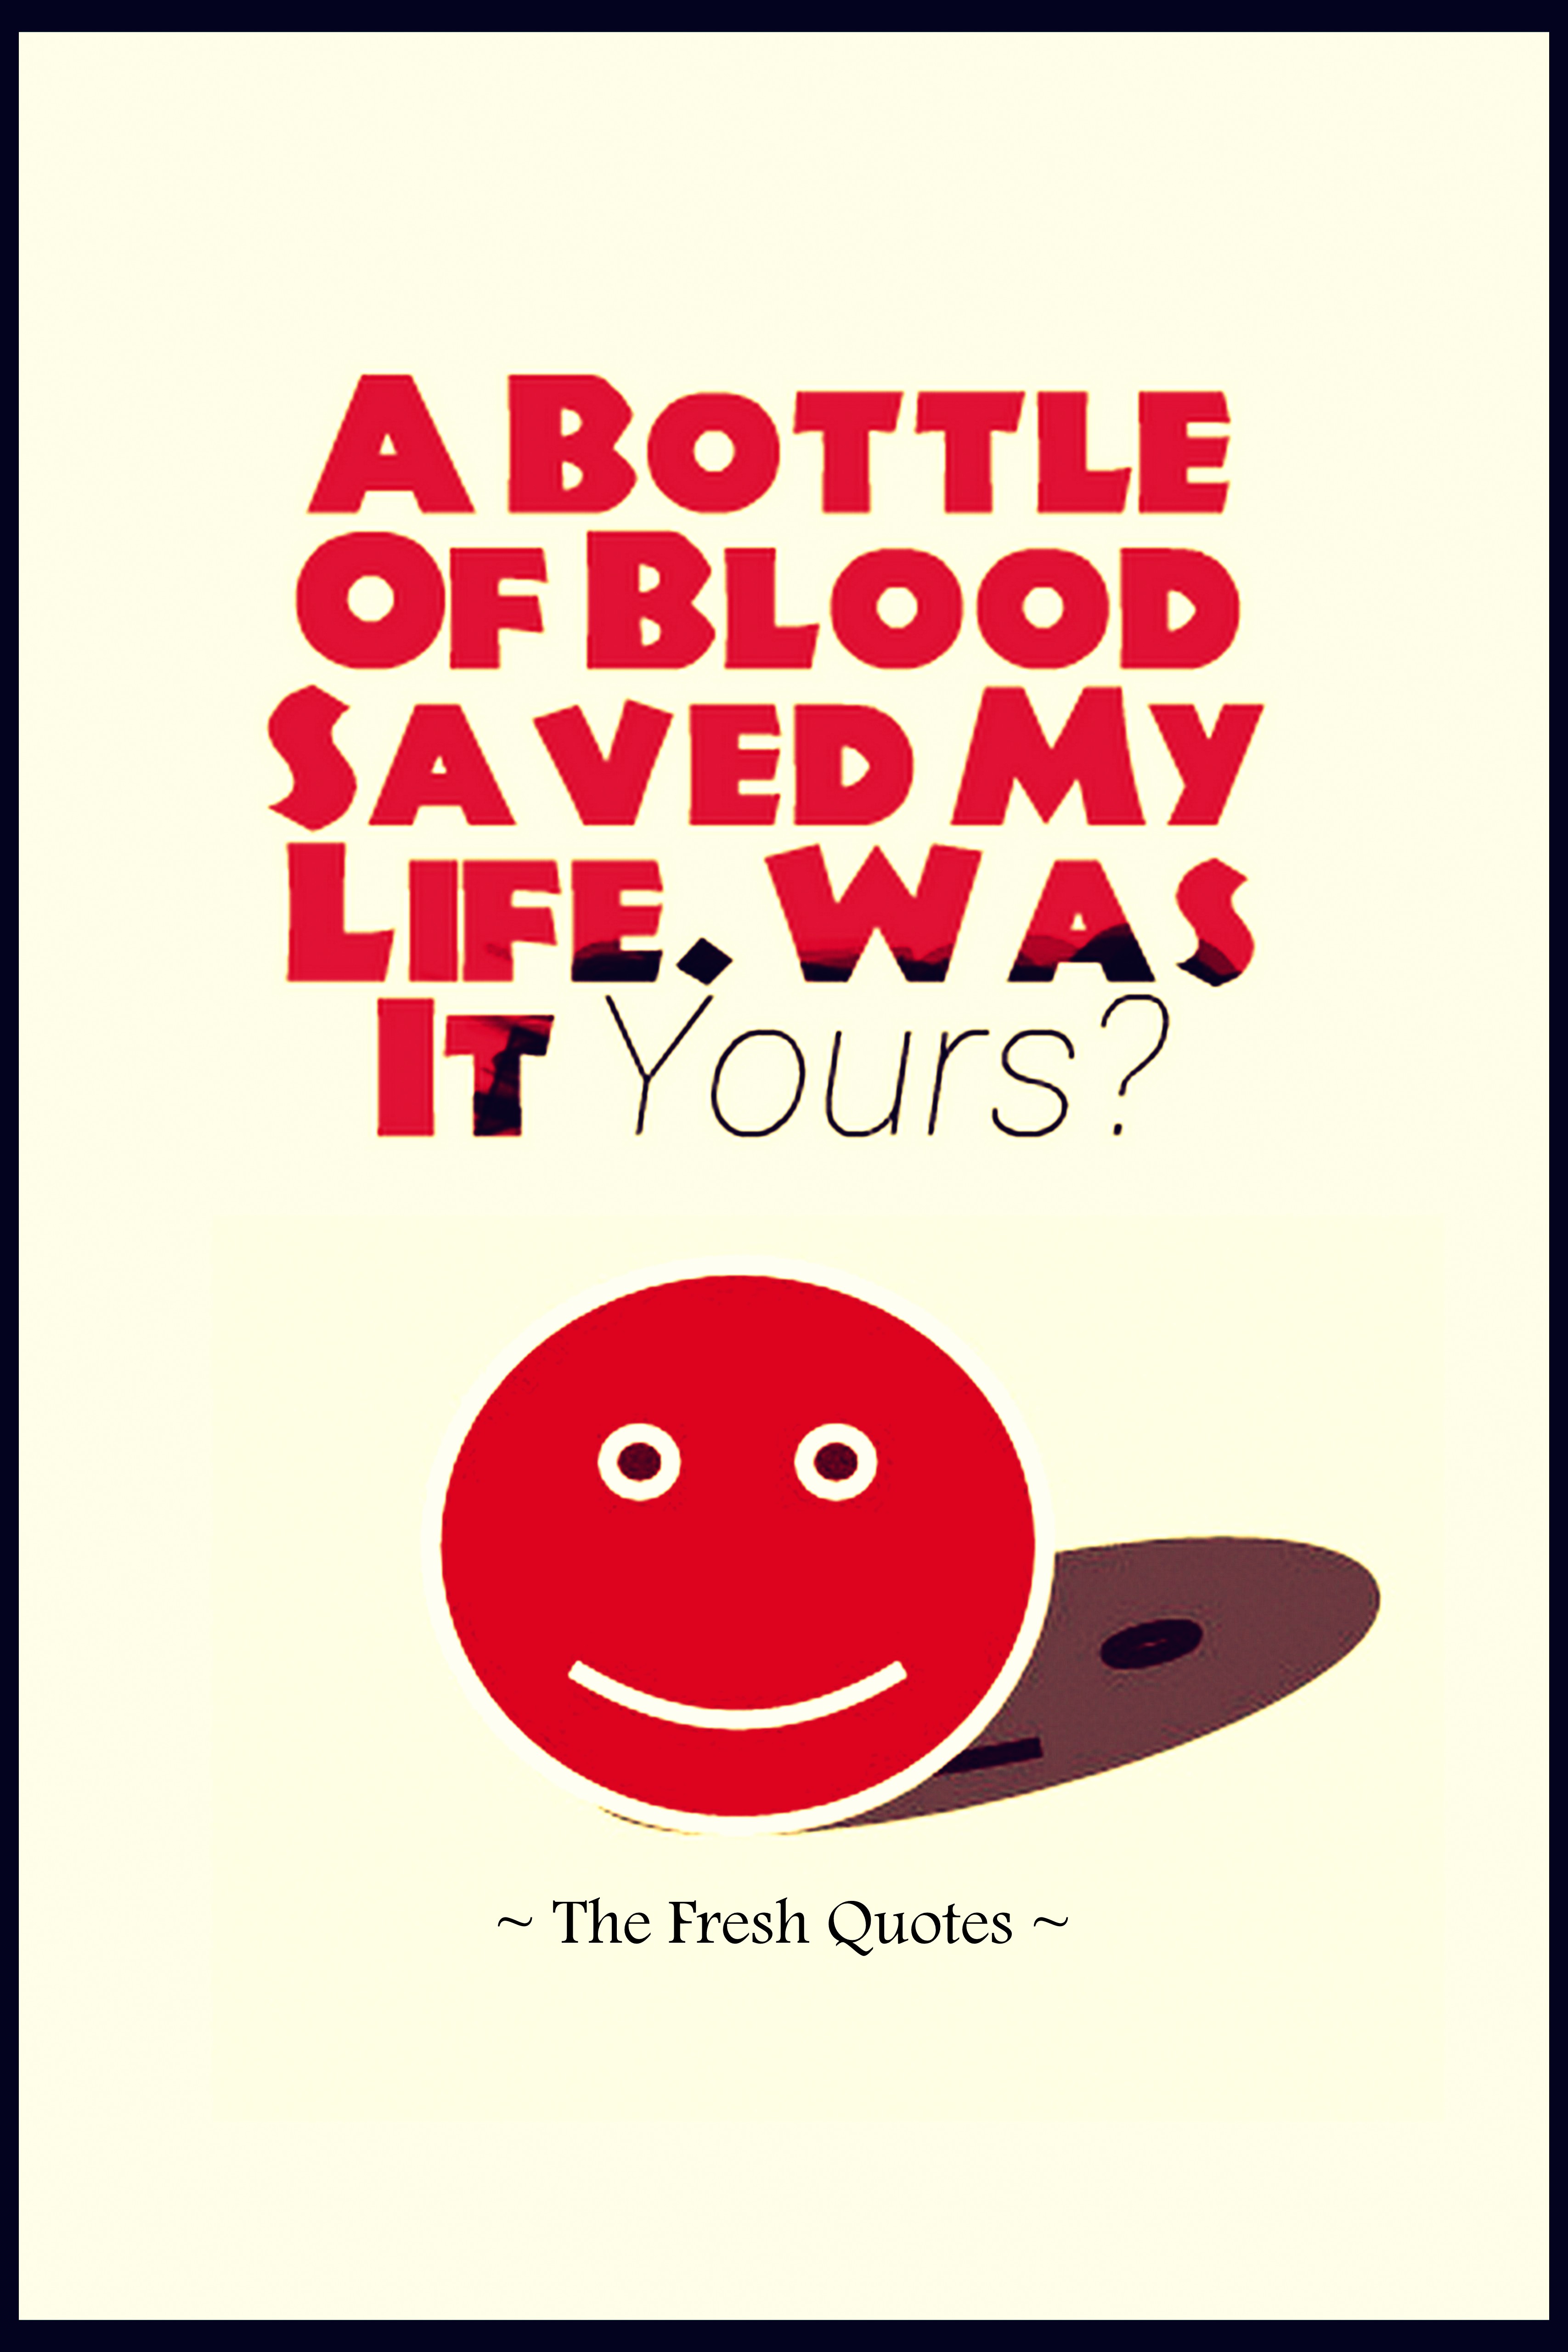 A BOTTLE
OF BLOOD
SAVED MY
LIFE. WAS
IT Yours?
~ The Fresh Quotes ~